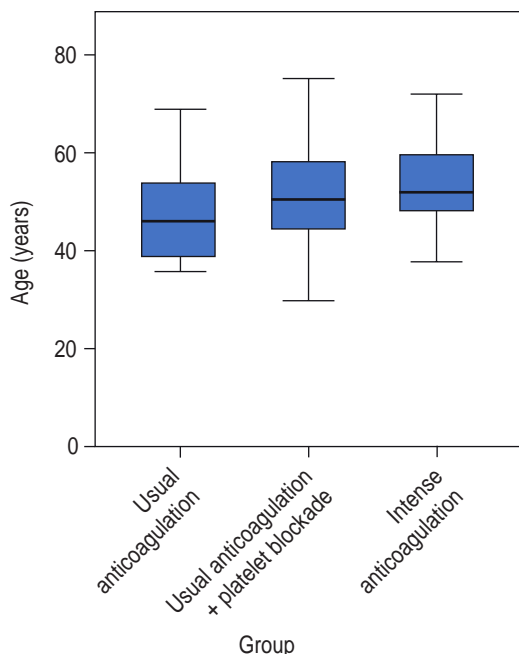 80
60
40
20
0
Age (years)
Usual
anticoagulation
Usual anticoagulation
+ platelet blockade
Intense
anticoagulation
Group